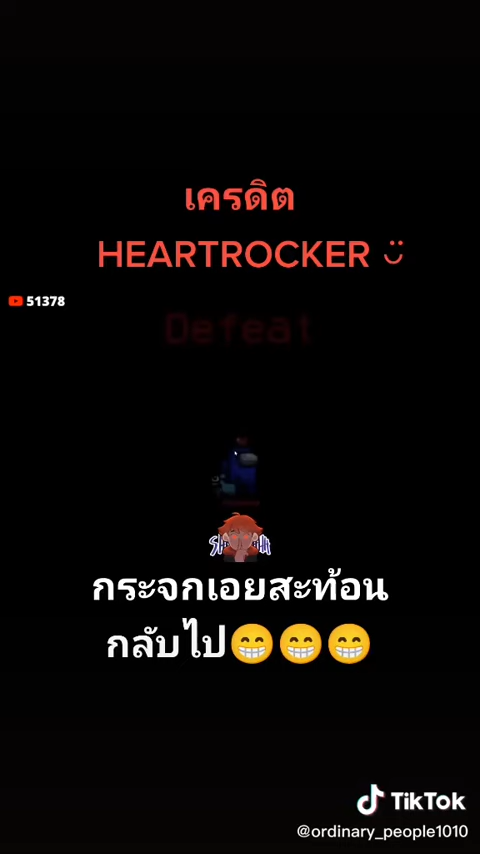 เครดิต
HEARTROCKER
51378
Defeat
กระจกเอยสะท้อน
กลับไป😁😁😁
TikTok
@ordinary_people1010